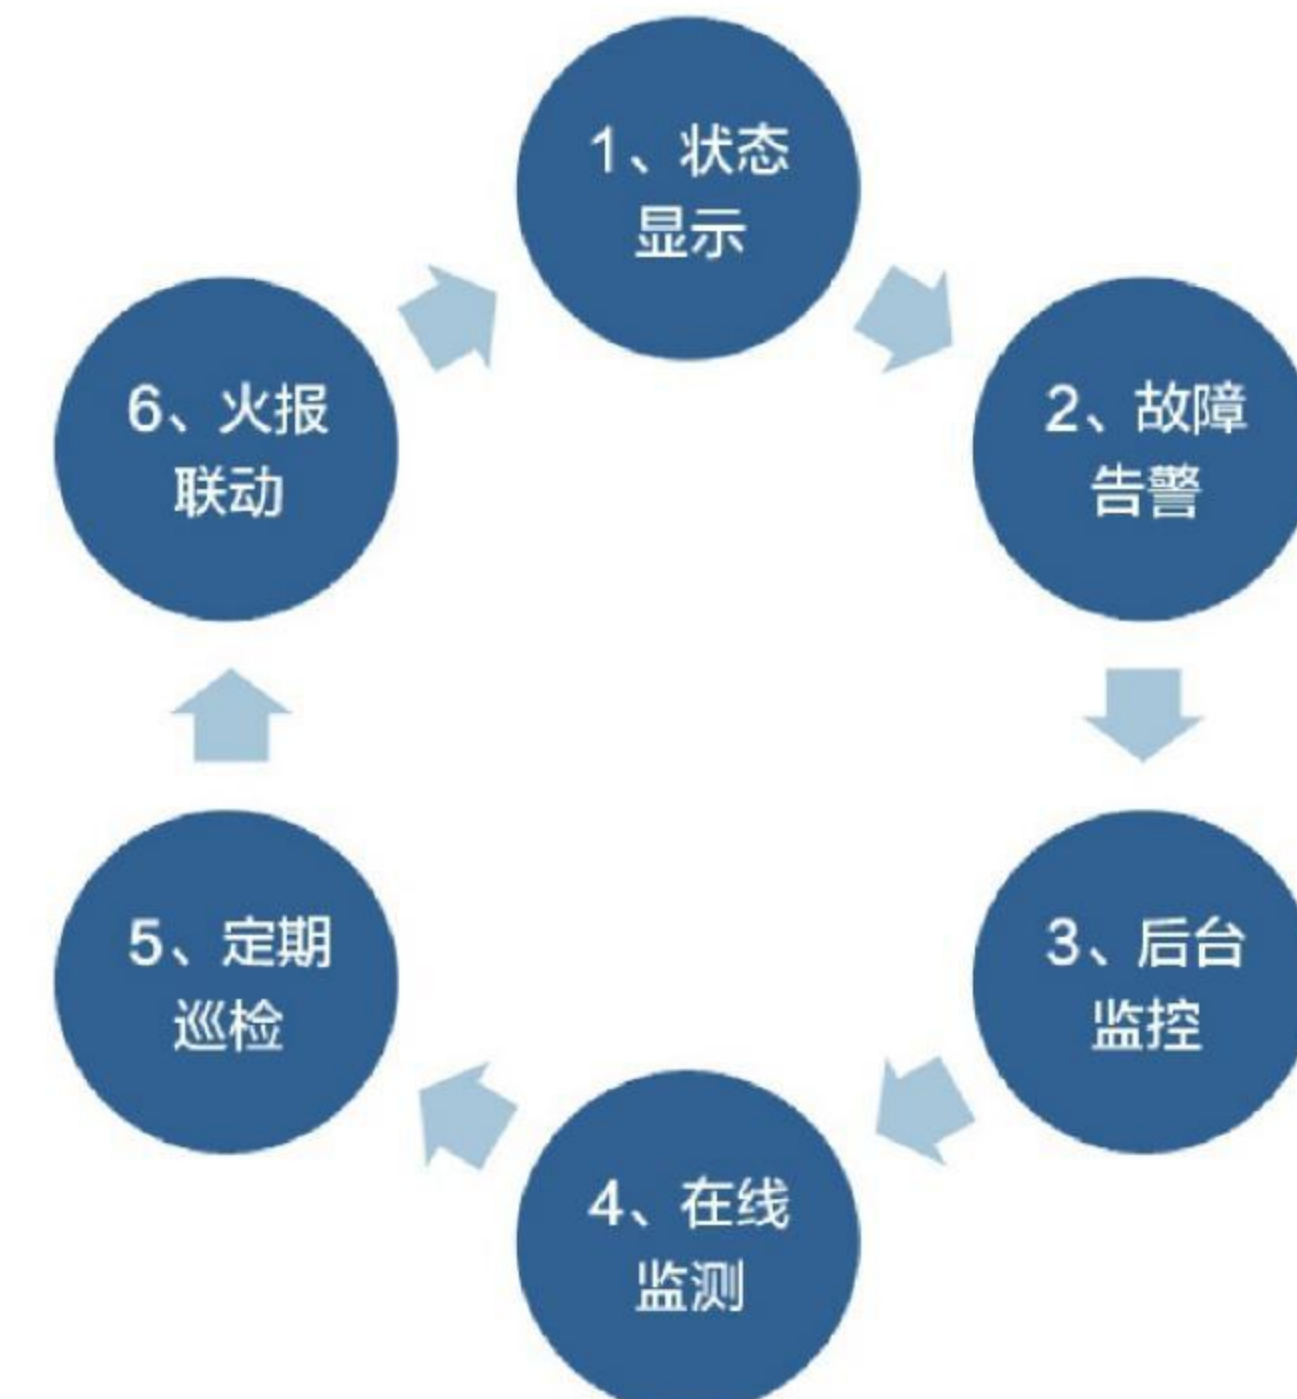 1、状态
显示
2、故障
告警
3、后台
监控
4、在线
监测
5、定期
巡检
6、火报
联动